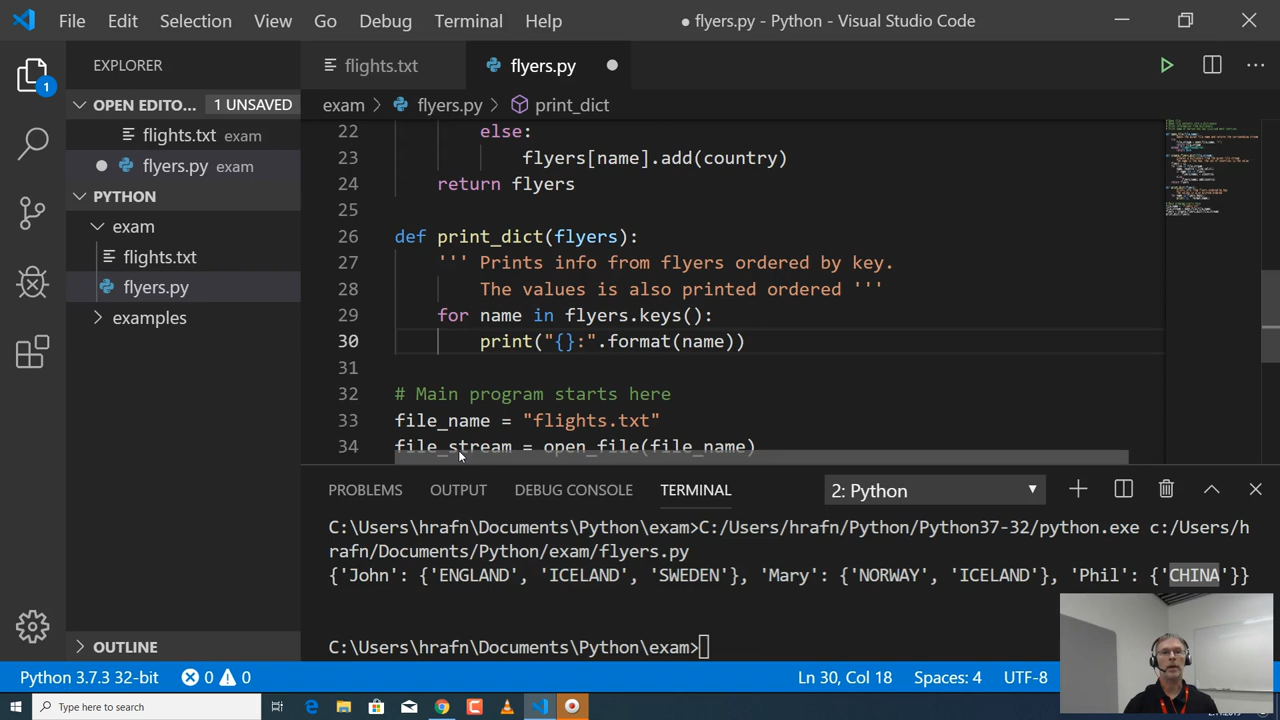 File Edit Selection View Go Debug Terminal Help ● flyers.py - Python - Visual Studio Code
EXPLORER
flights.txt
flyers.py
OPEN EDITO... 1 UNSAVED
flights.txt exam
flyers.py exam
PYTHON
exam
flights.txt
flyers.py
examples
OUTLINE
1
exam > flyers.py > print_dict
22 else:
23 flyers[name].add(country)
24 return flyers
25
26 def print_dict(flyers):
27 ''' Prints info from flyers ordered by key.
28 The values is also printed ordered '''
29 for name in flyers.keys():
30 print("{}:".format(name))
31
32 # Main program starts here
33 file_name = "flights.txt"
34 file_stream = open_file(file_name)
PROBLEMS OUTPUT DEBUG CONSOLE TERMINAL 2: Python
C:\Users\hrafn\Documents\Python\exam>C:/Users/hrafn/Python/Python37-32/python.exe c:/Users/h
rafn/Documents/Python/exam/flyers.py
{'John': {'ENGLAND', 'ICELAND', 'SWEDEN'}, 'Mary': {'NORWAY', 'ICELAND'}, 'Phil': {'CHINA'}}
C:\Users\hrafn\Documents\Python\exam>
Python 3.7.3 32-bit 0 0 Ln 30, Col 18 Spaces: 4 UTF-8
Type here to search